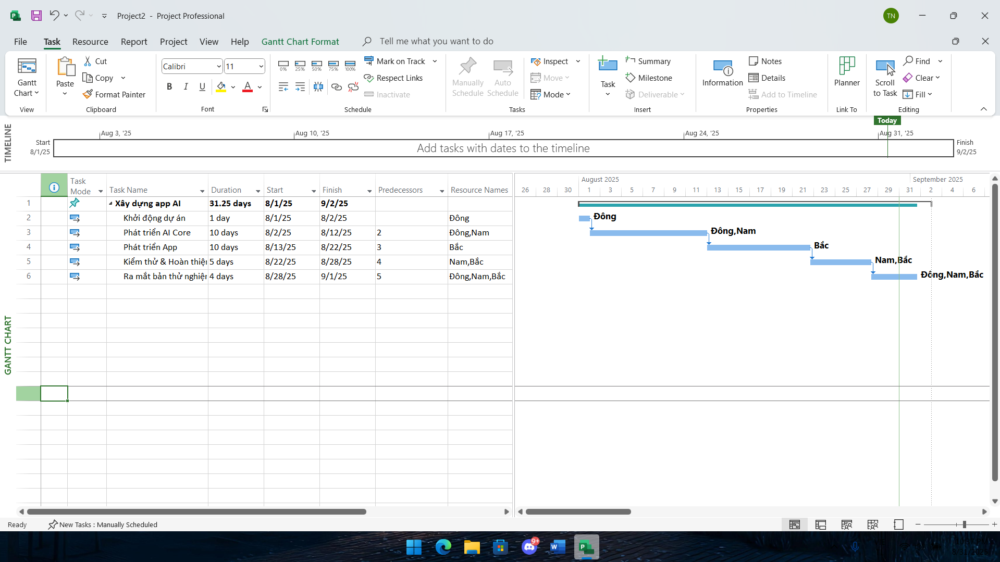 Project2 - Project Professional
TN
File Task Resource Report Project View Help Gantt Chart Format Tell me what you want to do
Gantt Chart
View
Paste
Cut
Copy
Format Painter
Clipboard
Calibri 11
B I U A
Font
0% 25% 50% 75% 100%
Mark on Track
Respect Links
Inactivate
Schedule
Manually Schedule
Auto Schedule
Inspect
Move
Mode
Tasks
Task
Summary
Milestone
Deliverable
Insert
Information
Notes
Details
Add to Timeline
Properties
Planner
Link To
Scroll to Task
Find
Clear
Fill
Editing
TIMELINE
Today
Aug 3, '25 Aug 10, '25 Aug 17, '25 Aug 24, '25 Aug 31, '25
Start
8/1/25
Add tasks with dates to the timeline
Finish
9/2/25
GANTT CHART
Task Mode Task Name Duration Start Finish Predecessors Resource Names
1 Xây dựng app AI 31.25 days 8/1/25 9/2/25
2 Khởi động dự án 1 day 8/1/25 8/2/25 Đông
3 Phát triển AI Core 10 days 8/2/25 8/12/25 2 Đông,Nam
4 Phát triển App 10 days 8/13/25 8/22/25 3 Bắc
5 Kiểm thử & Hoàn thiện 5 days 8/22/25 8/28/25 4 Nam,Bắc
6 Ra mắt bản thử nghiệm 4 days 8/28/25 9/1/25 5 Đông,Nam,Bắc
August 2025 September 2025
26 28 30 1 3 5 7 9 11 13 15 17 19 21 23 25 27 29 31 2 4 6
Đông
Đông,Nam
Bắc
Nam,Bắc
Đông,Nam,Bắc
Ready New Tasks : Manually Scheduled
9+